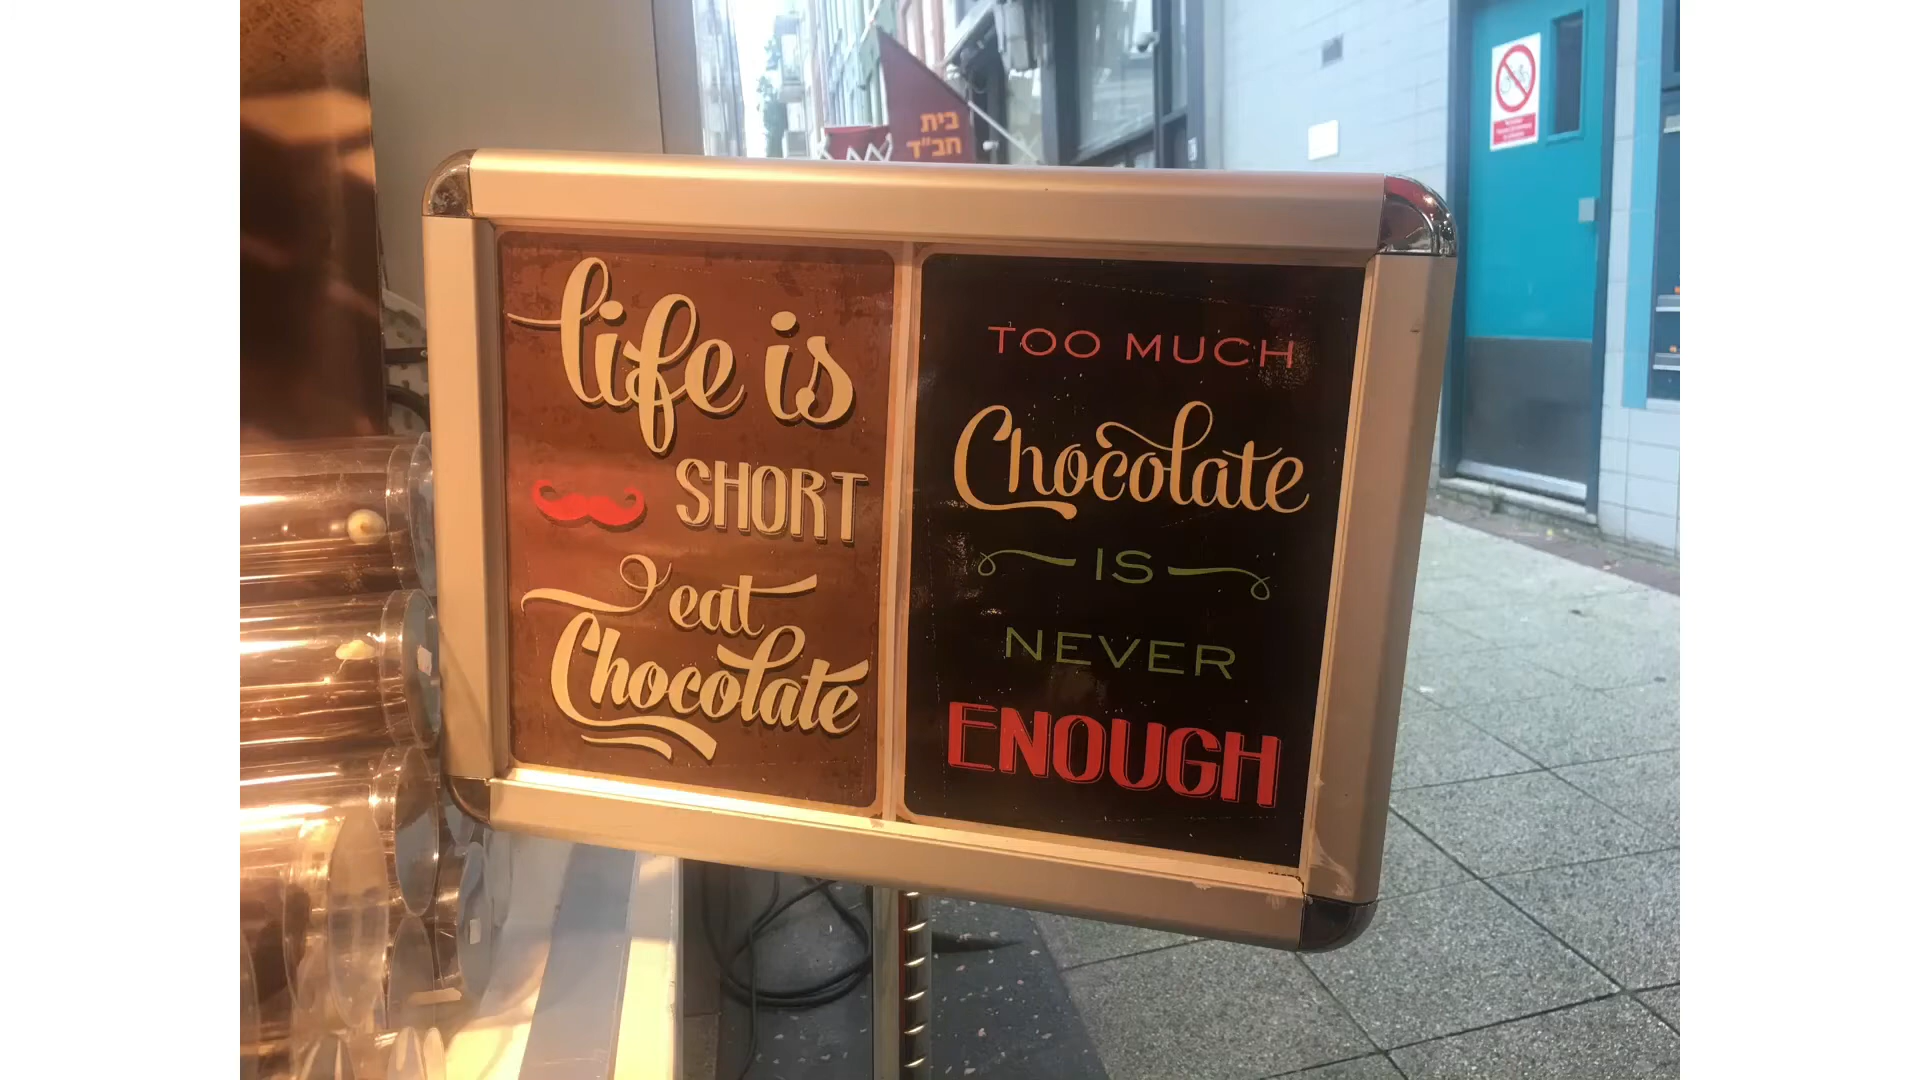 בית
חב"ד
life is
SHORT
eat
Chocolate
TOO MUCH
Chocolate
IS
NEVER
ENOUGH